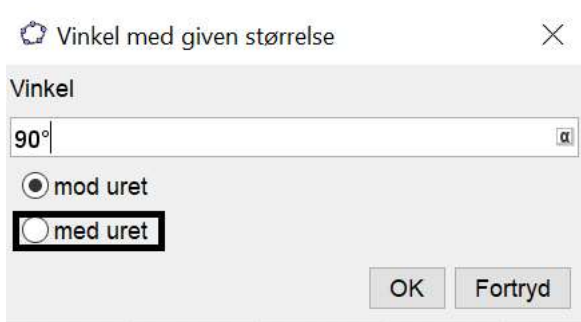 Vinkel med given størrelse
Vinkel
90°
α
mod uret
med uret
OK Fortryd